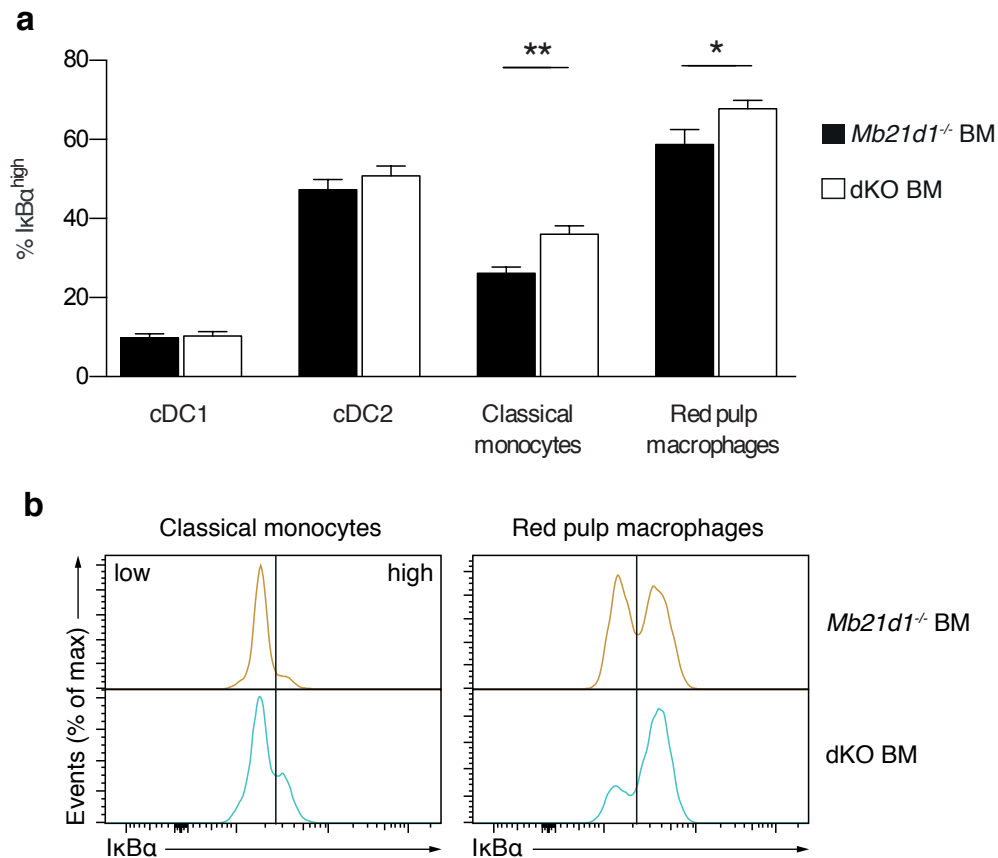 a
80
60
40
20
0
% IκBα^high
**
*
Mb21d1-/- BM
dKO BM
cDC1
cDC2
Classical
monocytes
Red pulp
macrophages
b
Classical monocytes
Red pulp macrophages
low
high
Events (% of max)
Mb21d1-/- BM
dKO BM
IκBα
IκBα